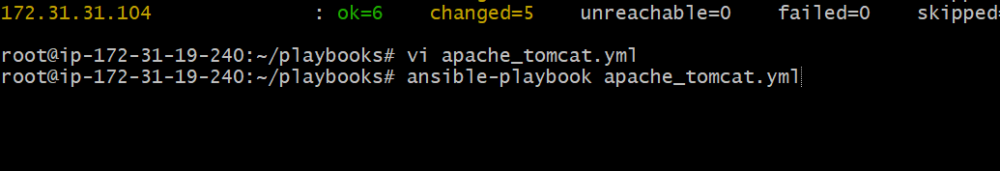 172.31.31.104 : ok=6 changed=5 unreachable=0 failed=0 skipped=
root@ip-172-31-19-240:~/playbooks# vi apache_tomcat.yml
root@ip-172-31-19-240:~/playbooks# ansible-playbook apache_tomcat.yml